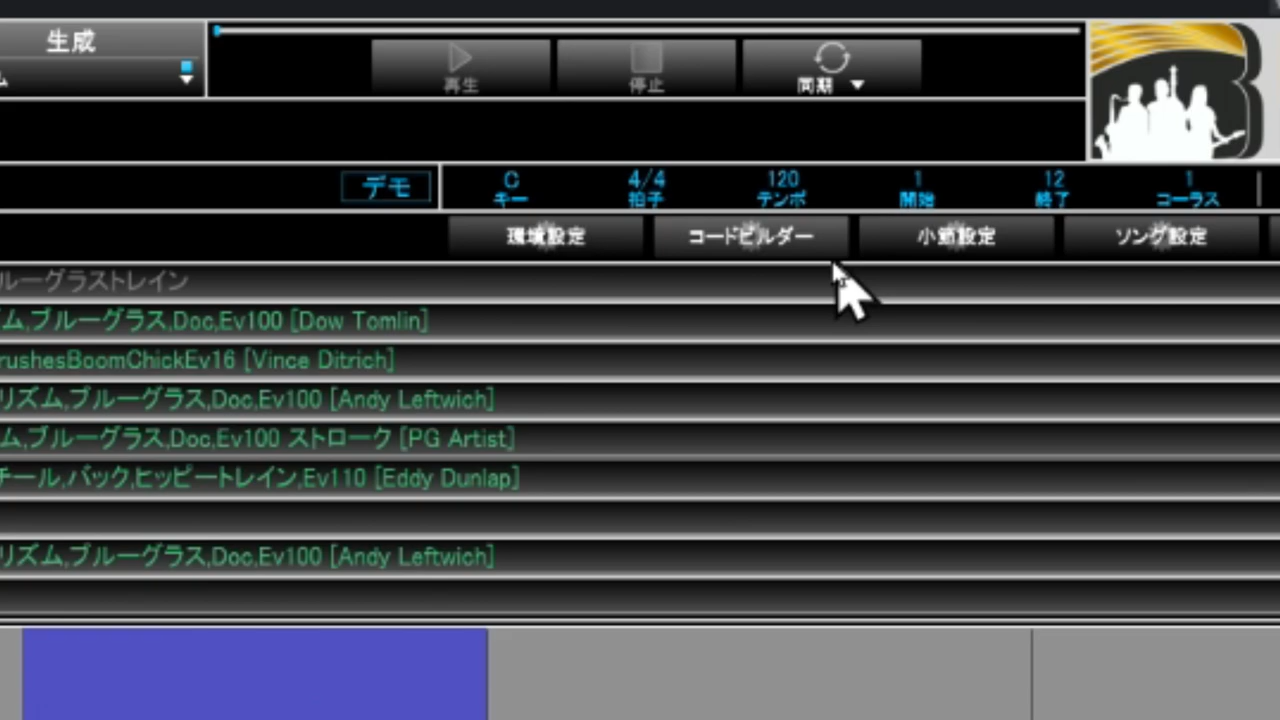 生成
再生
停止
同期
デモ
C
キー
4/4
拍子
120
テンポ
1
開始
12
終了
1
コーラス
環境設定
コードビルダー
小節設定
ソング設定
ルーグラストレイン
ム,ブルーグラス,Doc,Ev100 [Dow Tomlin]
rushesBoomChickEv16 [Vince Ditrich]
リズム,ブルーグラス,Doc,Ev100 [Andy Leftwich]
ム,ブルーグラス,Doc,Ev100 ストローク [PG Artist]
チール,バック,ヒッピートレイン,Ev110 [Eddy Dunlap]
リズム,ブルーグラス,Doc,Ev100 [Andy Leftwich]